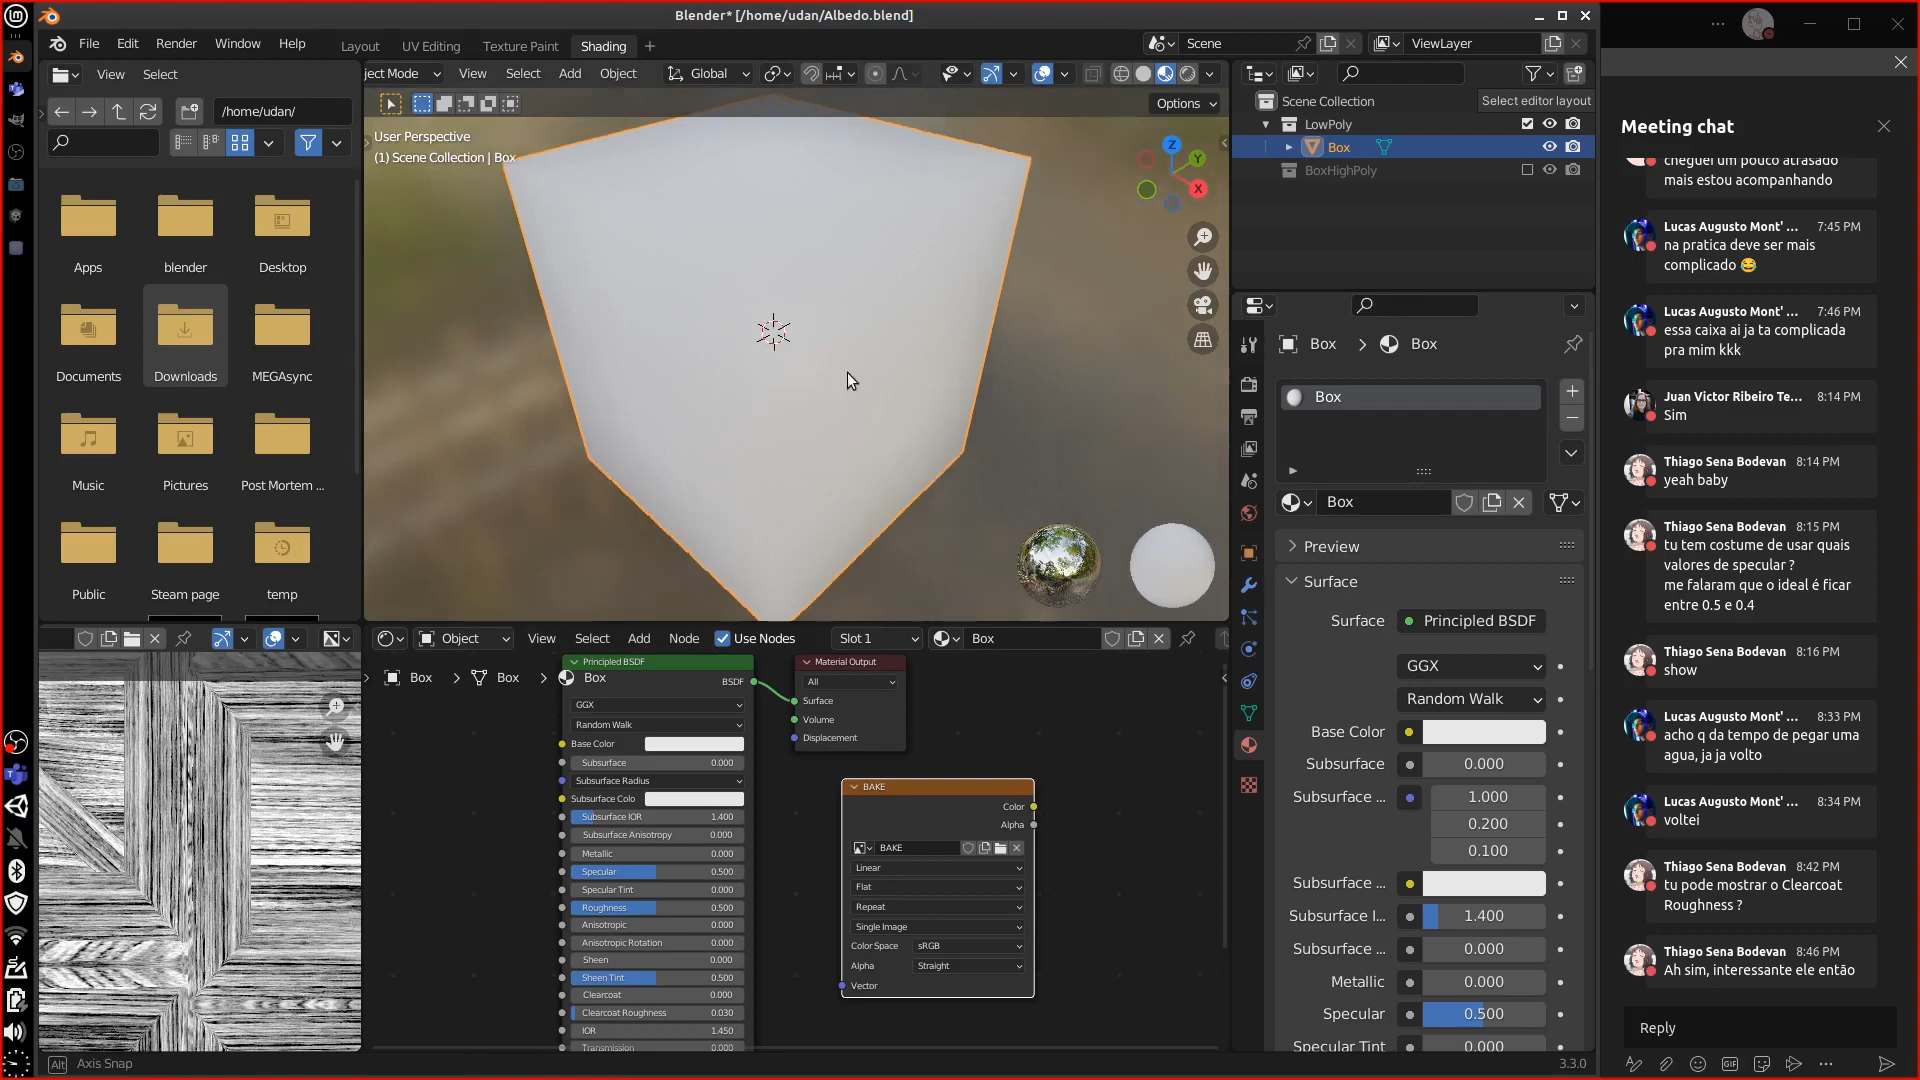 Blender* [/home/udan/Albedo.blend]
File Edit Render Window Help
Layout UV Editing Texture Paint Shading
Scene
ViewLayer
View Select
ject Mode View Select Add Object Global
/home/udan/
Options
Apps
blender
Desktop
Documents
Downloads
MEGAsync
Music
Pictures
Post Mortem ...
Public
Steam page
temp
User Perspective
(1) Scene Collection | Box
Z
Y
X
Scene Collection
Select editor layout
LowPoly
Box
BoxHighPoly
Box Box
Box
Box
Preview
Surface
Surface Principled BSDF
GGX
Random Walk
Base Color
Subsurface 0.000
Subsurface ... 1.000
0.200
0.100
Subsurface ...
Subsurface I... 1.400
Subsurface ... 0.000
Metallic 0.000
Specular 0.500
Specular Tint 0.000
Object View Select Add Node Use Nodes Slot 1 Box
Box Box Box
Principled BSDF
BSDF
GGX
Random Walk
Base Color
Subsurface 0.000
Subsurface Radius
Subsurface Colo
Subsurface IOR 1.400
Subsurface Anisotropy 0.000
Metallic 0.000
Specular 0.500
Specular Tint 0.000
Roughness 0.500
Anisotropic 0.000
Anisotropic Rotation 0.000
Sheen 0.000
Sheen Tint 0.500
Clearcoat 0.000
Clearcoat Roughness 0.030
IOR 1.450
Transmission 0.000
Material Output
All
Surface
Volume
Displacement
BAKE
Color
Alpha
BAKE
Linear
Flat
Repeat
Single Image
Color Space sRGB
Alpha Straight
Vector
Alt Axis Snap
3.3.0
Meeting chat
cheguei um pouco atrasado
mais estou acompanhando
Lucas Augusto Mont' ... 7:45 PM
na pratica deve ser mais
complicado 😂
Lucas Augusto Mont' ... 7:46 PM
essa caixa ai ja ta complicada
pra mim kkk
Juan Victor Ribeiro Te... 8:14 PM
Sim
Thiago Sena Bodevan 8:14 PM
yeah baby
Thiago Sena Bodevan 8:15 PM
tu tem costume de usar quais
valores de specular ?
me falaram que o ideal é ficar
entre 0.5 e 0.4
Thiago Sena Bodevan 8:16 PM
show
Lucas Augusto Mont' ... 8:33 PM
acho q da tempo de pegar uma
agua, ja ja volto
Lucas Augusto Mont' ... 8:34 PM
voltei
Thiago Sena Bodevan 8:42 PM
tu pode mostrar o Clearcoat
Roughness ?
Thiago Sena Bodevan 8:46 PM
Ah sim, interessante ele então
Reply
GIF